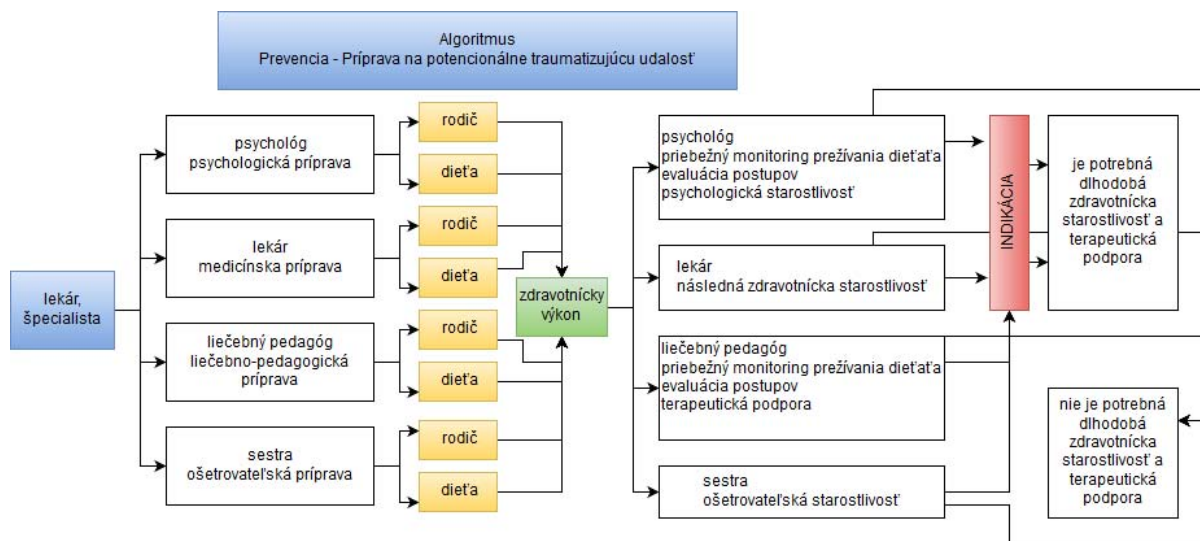 Algoritmus
Prevencia - Príprava na potencionálne traumatizujúcu udalosť
lekár,
špecialista
psychológ
psychologická príprava
rodič
dieťa
lekár
medicínska príprava
rodič
dieťa
liečebný pedagóg
liečebno-pedagogická
príprava
rodič
dieťa
sestra
ošetrovateľská príprava
rodič
dieťa
zdravotnícky
výkon
psychológ
priebežný monitoring prežívania dieťaťa
evaluácia postupov
psychologická starostlivosť
lekár
následná zdravotnícka starostlivosť
liečebný pedagóg
priebežný monitoring prežívania dieťaťa
evaluácia postupov
terapeutická podpora
sestra
ošetrovateľská starostlivosť
INDIKÁCIA
je potrebná
dlhodobá
zdravotnícka
starostlivosť a
terapeutická
podpora
nie je potrebná
dlhodobá
zdravotnícka
starostlivosť a
terapeutická
podpora